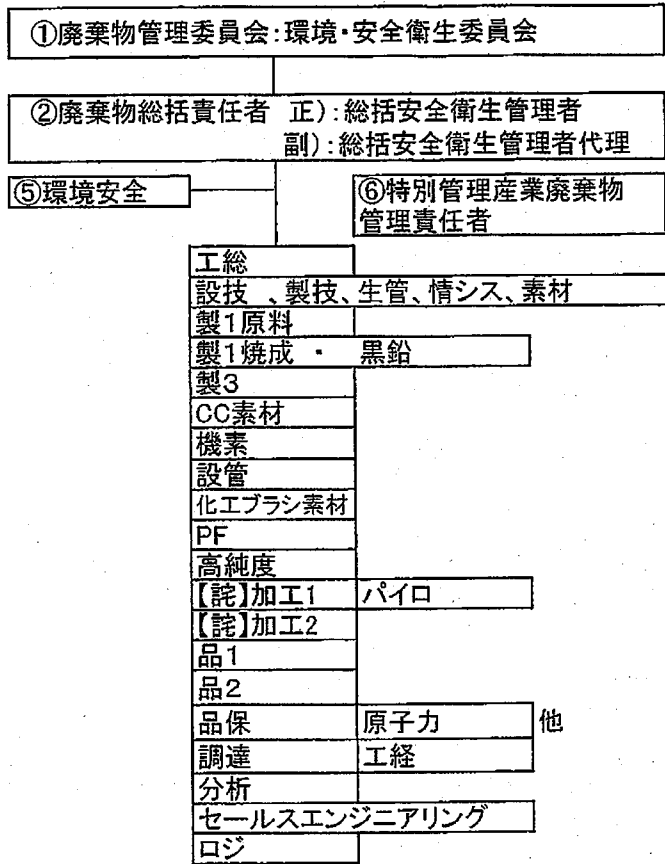 ①廃棄物管理委員会:環境・安全衛生委員会
②廃棄物総括責任者 正):総括安全衛生管理者
副):総括安全衛生管理者代理
⑤環境安全
⑥特別管理産業廃棄物
管理責任者
工総
設技 、製技、生管、情シス、素材
製1原料
製1焼成 ・ 黒鉛
製3
CC素材
機素
設管
化工ブラシ素材
PF
高純度
【詫】加工1 パイロ
【詫】加工2
品1
品2
品保 原子力 他
調達 工経
分析
セールスエンジニアリング
ロジ